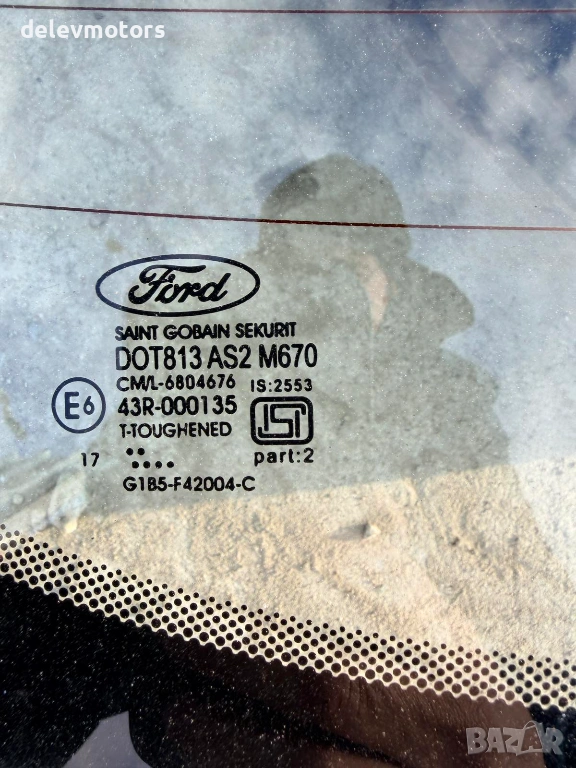 delevmotors
Ford
SAINT GOBAIN SEKURIT
DOT813 AS2 M670
CM/L-6804676 IS:2553
E6 43R-000135
T-TOUGHENED ISI
17 part:2
G1B5-F42004-C
BAZAR